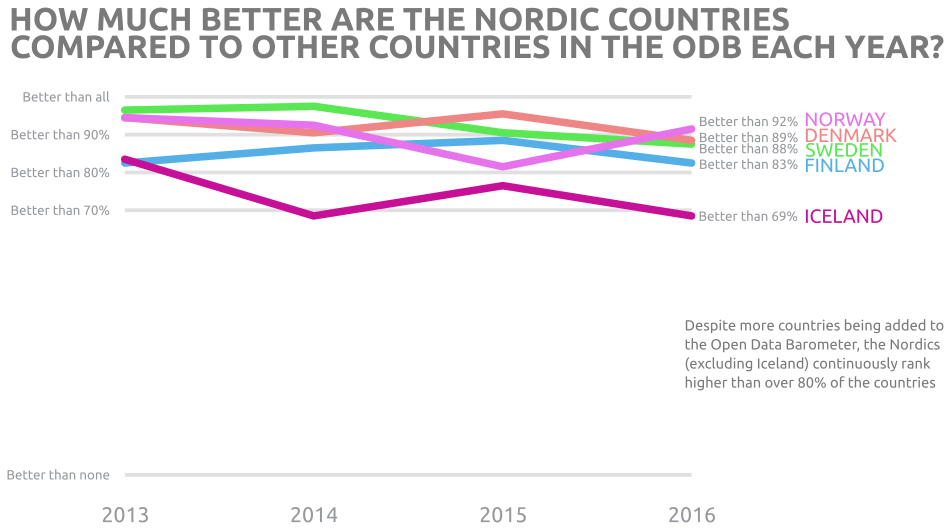 HOW MUCH BETTER ARE THE NORDIC COUNTRIES
COMPARED TO OTHER COUNTRIES IN THE ODB EACH YEAR?
Better than all
Better than 90%
Better than 80%
Better than 70%
Better than none
Better than 92% NORWAY
Better than 89% DENMARK
Better than 88% SWEDEN
Better than 83% FINLAND
Better than 69% ICELAND
Despite more countries being added to
the Open Data Barometer, the Nordics
(excluding Iceland) continuously rank
higher than over 80% of the countries
2013 2014 2015 2016